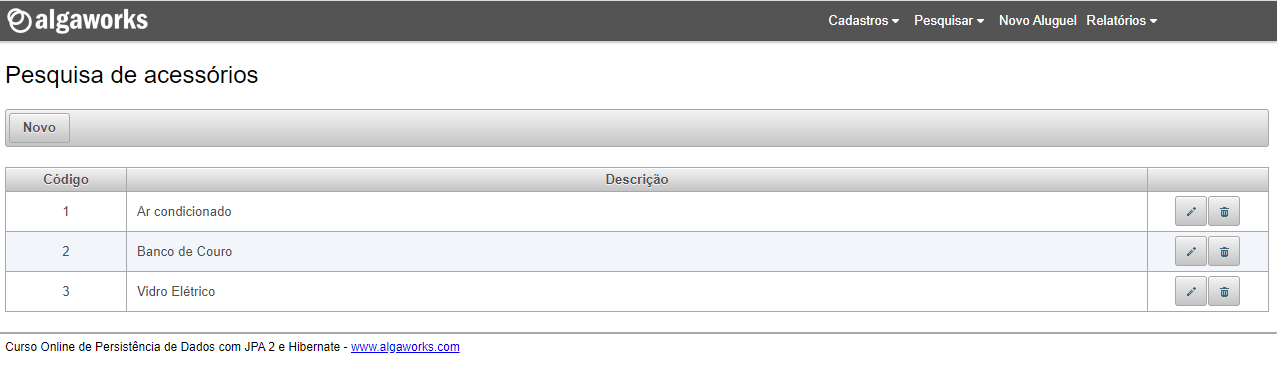 algaworks
Cadastros Pesquisar Novo Aluguel Relatórios
Pesquisa de acessórios
Novo
Código Descrição
1 Ar condicionado
2 Banco de Couro
3 Vidro Elétrico
Curso Online de Persistência de Dados com JPA 2 e Hibernate - www.algaworks.com